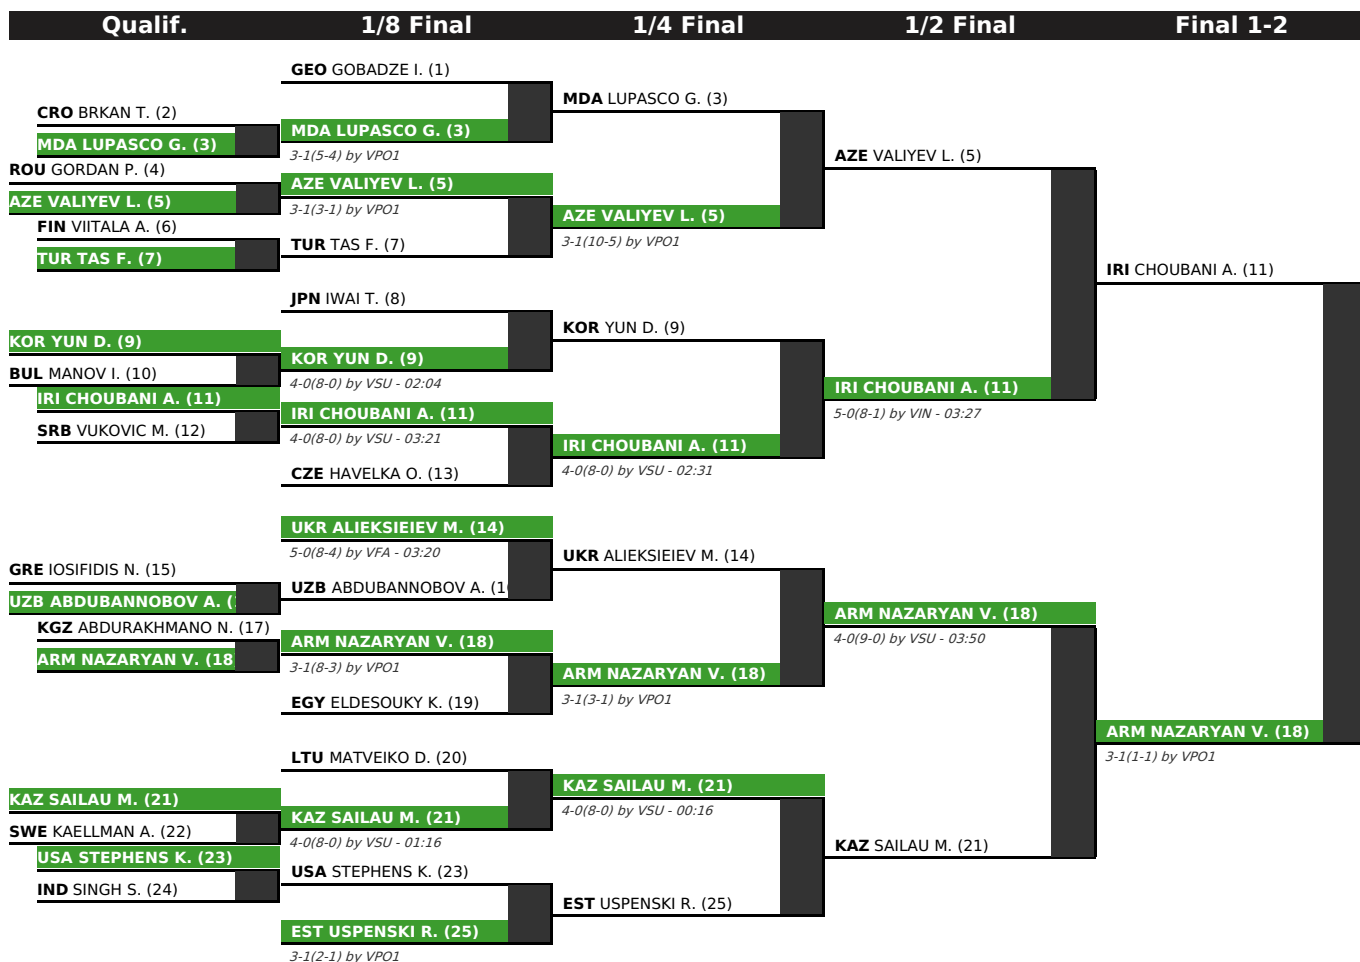 Qualif.
1/8 Final
1/4 Final
1/2 Final
Final 1-2
CRO BRKAN T. (2)
MDA LUPASCO G. (3)
ROU GORDAN P. (4)
AZE VALIYEV L. (5)
FIN VIITALA A. (6)
TUR TAS F. (7)
KOR YUN D. (9)
BUL MANOV I. (10)
IRI CHOUBANI A. (11)
SRB VUKOVIC M. (12)
GRE IOSIFIDIS N. (15)
UZB ABDUBANNOBOV A. (
KGZ ABDURAKHMANO N. (17)
ARM NAZARYAN V. (18
KAZ SAILAU M. (21)
SWE KAELLMAN A. (22)
USA STEPHENS K. (23)
IND SINGH S. (24)
GEO GOBADZE I. (1)
MDA LUPASCO G. (3)
3-1(5-4) by VPO1
AZE VALIYEV L. (5)
3-1(3-1) by VPO1
TUR TAS F. (7)
JPN IWAI T. (8)
KOR YUN D. (9)
4-0(8-0) by VSU - 02:04
IRI CHOUBANI A. (11)
4-0(8-0) by VSU - 03:21
CZE HAVELKA O. (13)
UKR ALIEKSIEIEV M. (14)
5-0(8-4) by VFA - 03:20
UZB ABDUBANNOBOV A. (1
ARM NAZARYAN V. (18)
3-1(8-3) by VPO1
EGY ELDESOUKY K. (19)
LTU MATVEIKO D. (20)
KAZ SAILAU M. (21)
4-0(8-0) by VSU - 01:16
USA STEPHENS K. (23)
EST USPENSKI R. (25)
3-1(2-1) by VPO1
MDA LUPASCO G. (3)
AZE VALIYEV L. (5)
3-1(10-5) by VPO1
KOR YUN D. (9)
IRI CHOUBANI A. (11)
4-0(8-0) by VSU - 02:31
UKR ALIEKSIEIEV M. (14)
ARM NAZARYAN V. (18)
3-1(3-1) by VPO1
KAZ SAILAU M. (21)
4-0(8-0) by VSU - 00:16
EST USPENSKI R. (25)
AZE VALIYEV L. (5)
IRI CHOUBANI A. (11)
5-0(8-1) by VIN - 03:27
ARM NAZARYAN V. (18)
4-0(9-0) by VSU - 03:50
KAZ SAILAU M. (21)
IRI CHOUBANI A. (11)
ARM NAZARYAN V. (18)
3-1(1-1) by VPO1